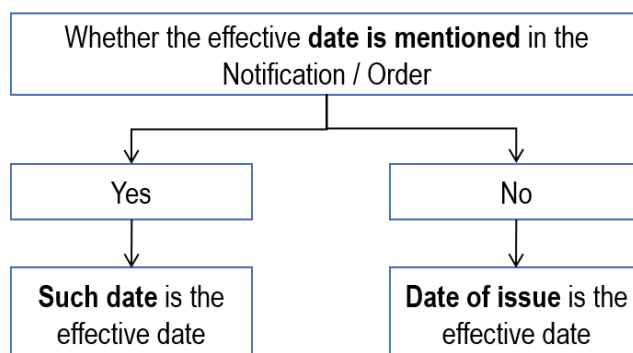 Whether the effective date is mentioned in the
Notification / Order
Yes
No
Such date is the
effective date
Date of issue is the
effective date